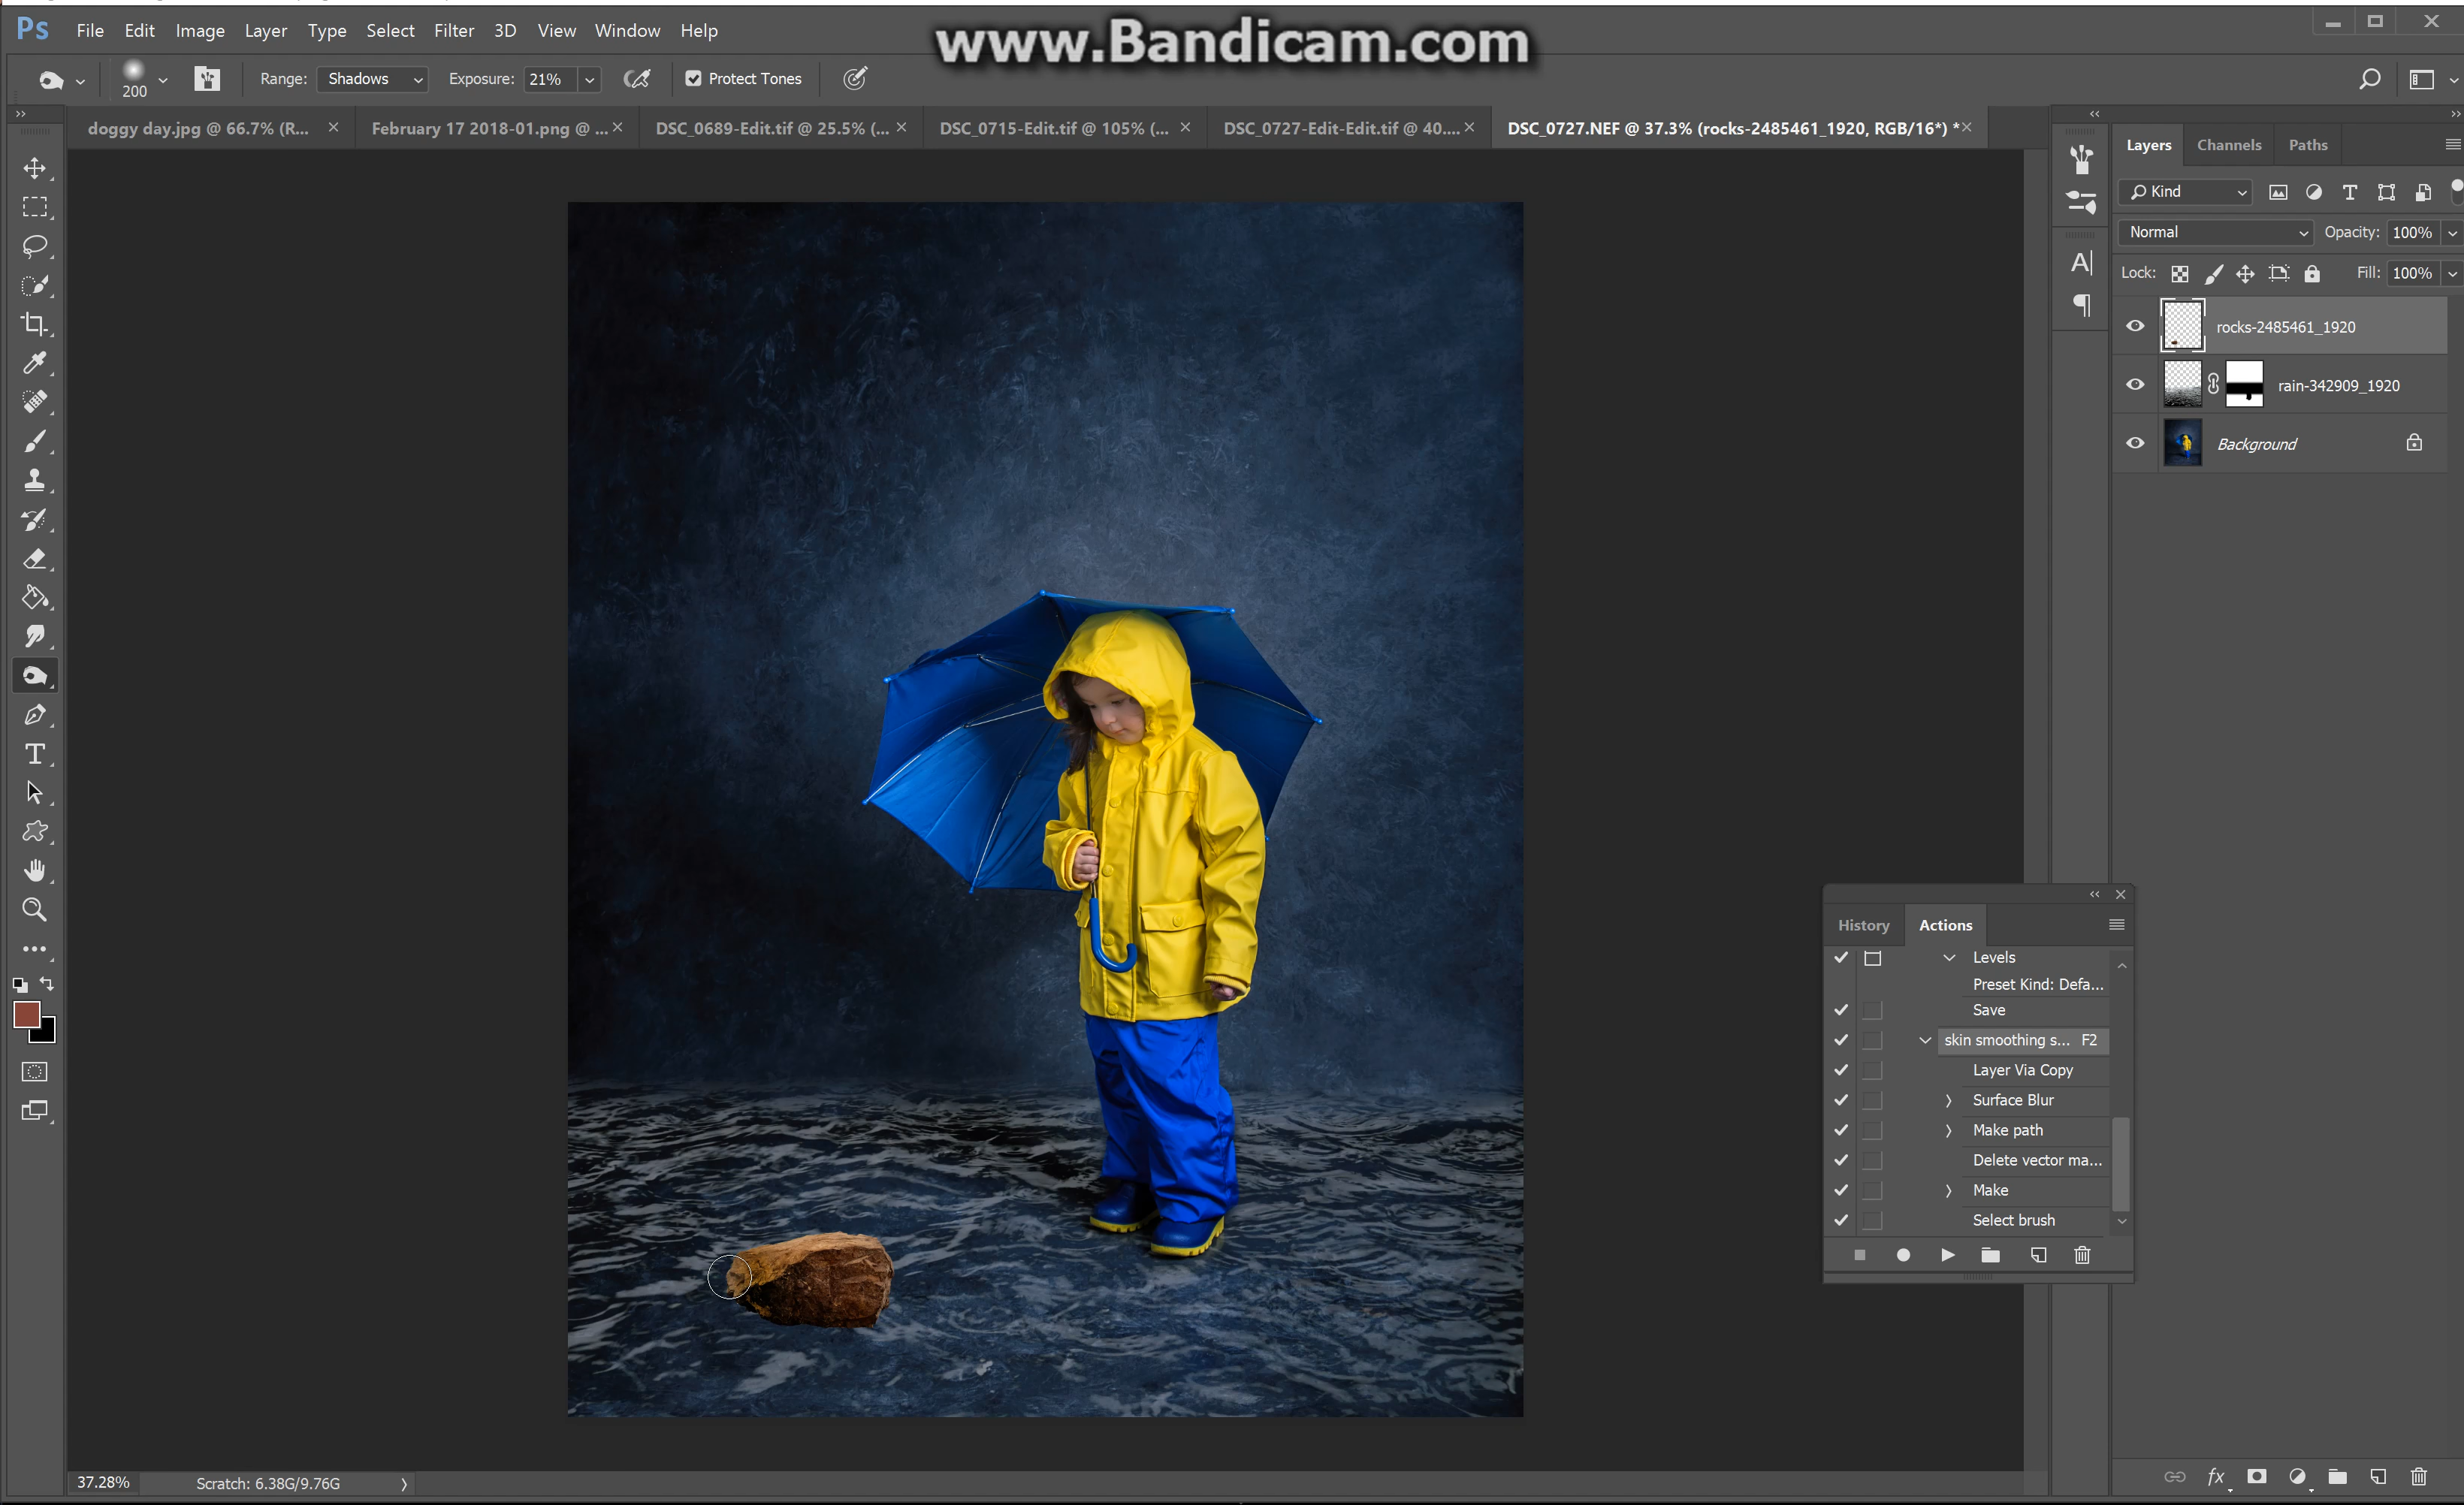 www.Bandicam.com
Ps File Edit Image Layer Type Select Filter 3D View Window Help
200 Range: Shadows Exposure: 21% Protect Tones
doggy day.jpg @ 66.7% (R... February 17 2018-01.png @ ... DSC_0689-Edit.tif @ 25.5% (... DSC_0715-Edit.tif @ 105% (... DSC_0727-Edit-Edit.tif @ 40.... DSC_0727.NEF @ 37.3% (rocks-2485461_1920, RGB/16*) *
Layers Channels Paths
Kind
Normal Opacity: 100%
Lock: Fill: 100%
rocks-2485461_1920
rain-342909_1920
Background
History Actions
Levels
Preset Kind: Defa...
Save
skin smoothing s... F2
Layer Via Copy
Surface Blur
Make path
Delete vector ma...
Make
Select brush
37.28% Scratch: 6.38G/9.76G